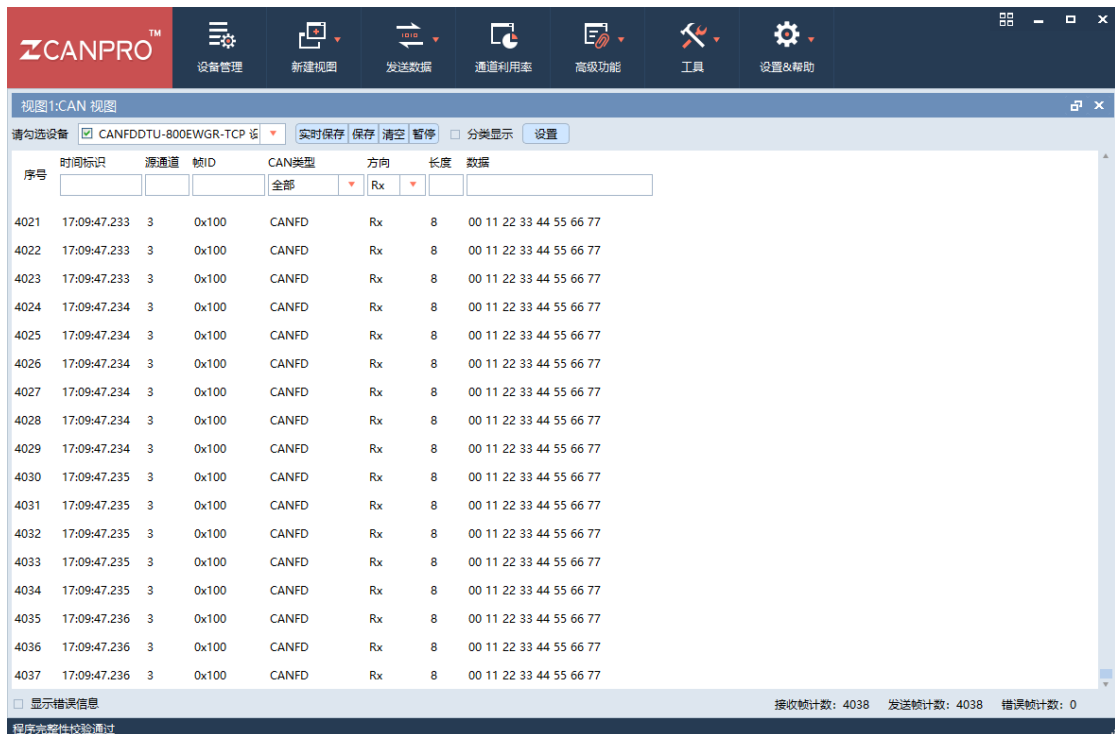 ZCANPRO™
设备管理 新建视图 发送数据 通道利用率 高级功能 工具 设置&帮助
视图1:CAN 视图
请勾选设备 CANFDDTU-800EWGR-TCP 实时保存 保存 清空 暂停 分类显示 设置
序号 时间标识 源通道 帧ID CAN类型 方向 长度 数据
全部 Rx
4021 17:09:47.233 3 0x100 CANFD Rx 8 00 11 22 33 44 55 66 77
4022 17:09:47.233 3 0x100 CANFD Rx 8 00 11 22 33 44 55 66 77
4023 17:09:47.233 3 0x100 CANFD Rx 8 00 11 22 33 44 55 66 77
4024 17:09:47.234 3 0x100 CANFD Rx 8 00 11 22 33 44 55 66 77
4025 17:09:47.234 3 0x100 CANFD Rx 8 00 11 22 33 44 55 66 77
4026 17:09:47.234 3 0x100 CANFD Rx 8 00 11 22 33 44 55 66 77
4027 17:09:47.234 3 0x100 CANFD Rx 8 00 11 22 33 44 55 66 77
4028 17:09:47.234 3 0x100 CANFD Rx 8 00 11 22 33 44 55 66 77
4029 17:09:47.234 3 0x100 CANFD Rx 8 00 11 22 33 44 55 66 77
4030 17:09:47.235 3 0x100 CANFD Rx 8 00 11 22 33 44 55 66 77
4031 17:09:47.235 3 0x100 CANFD Rx 8 00 11 22 33 44 55 66 77
4032 17:09:47.235 3 0x100 CANFD Rx 8 00 11 22 33 44 55 66 77
4033 17:09:47.235 3 0x100 CANFD Rx 8 00 11 22 33 44 55 66 77
4034 17:09:47.235 3 0x100 CANFD Rx 8 00 11 22 33 44 55 66 77
4035 17:09:47.236 3 0x100 CANFD Rx 8 00 11 22 33 44 55 66 77
4036 17:09:47.236 3 0x100 CANFD Rx 8 00 11 22 33 44 55 66 77
4037 17:09:47.236 3 0x100 CANFD Rx 8 00 11 22 33 44 55 66 77
显示错误信息 接收帧计数: 4038 发送帧计数: 4038 错误帧计数: 0
程序完整性校验通过